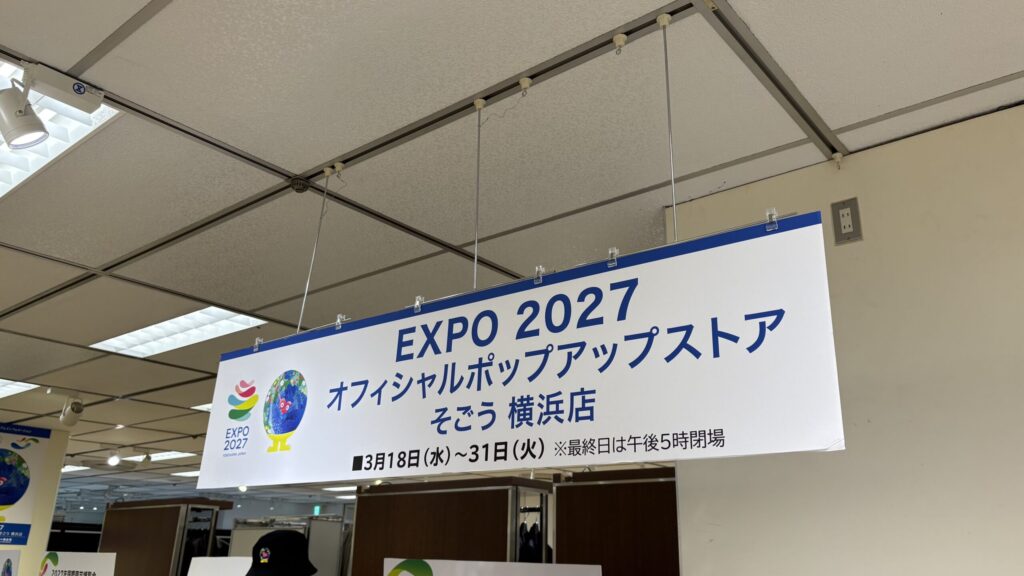 EXPO 2027
オフィシャルポップアップストア
そごう 横浜店
EXPO
2027
■3月18日(水)~31日(火) ※最終日は午後5時閉場